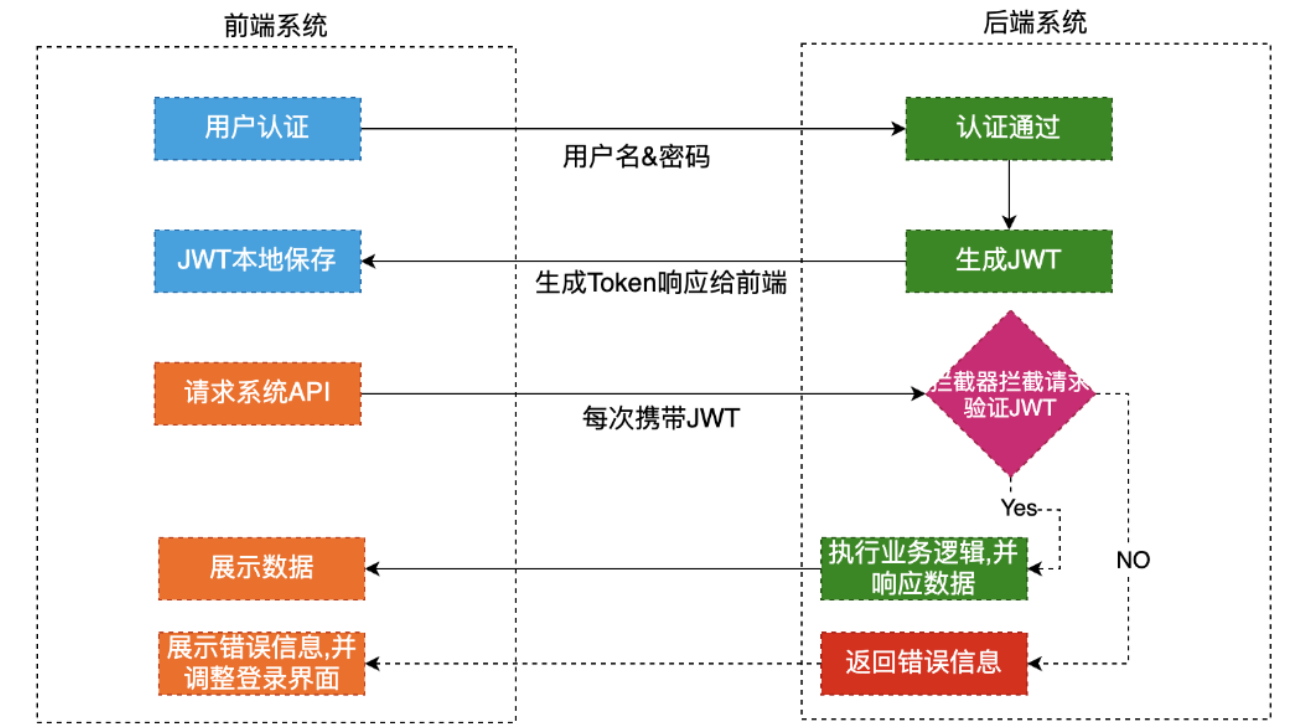 前端系统
后端系统
用户认证
用户名&密码
认证通过
JWT本地保存
生成Token响应给前端
生成JWT
请求系统API
每次携带JWT
拦截器拦截请求
验证JWT
Yes
NO
展示数据
执行业务逻辑,并
响应数据
展示错误信息,并
调整登录界面
返回错误信息